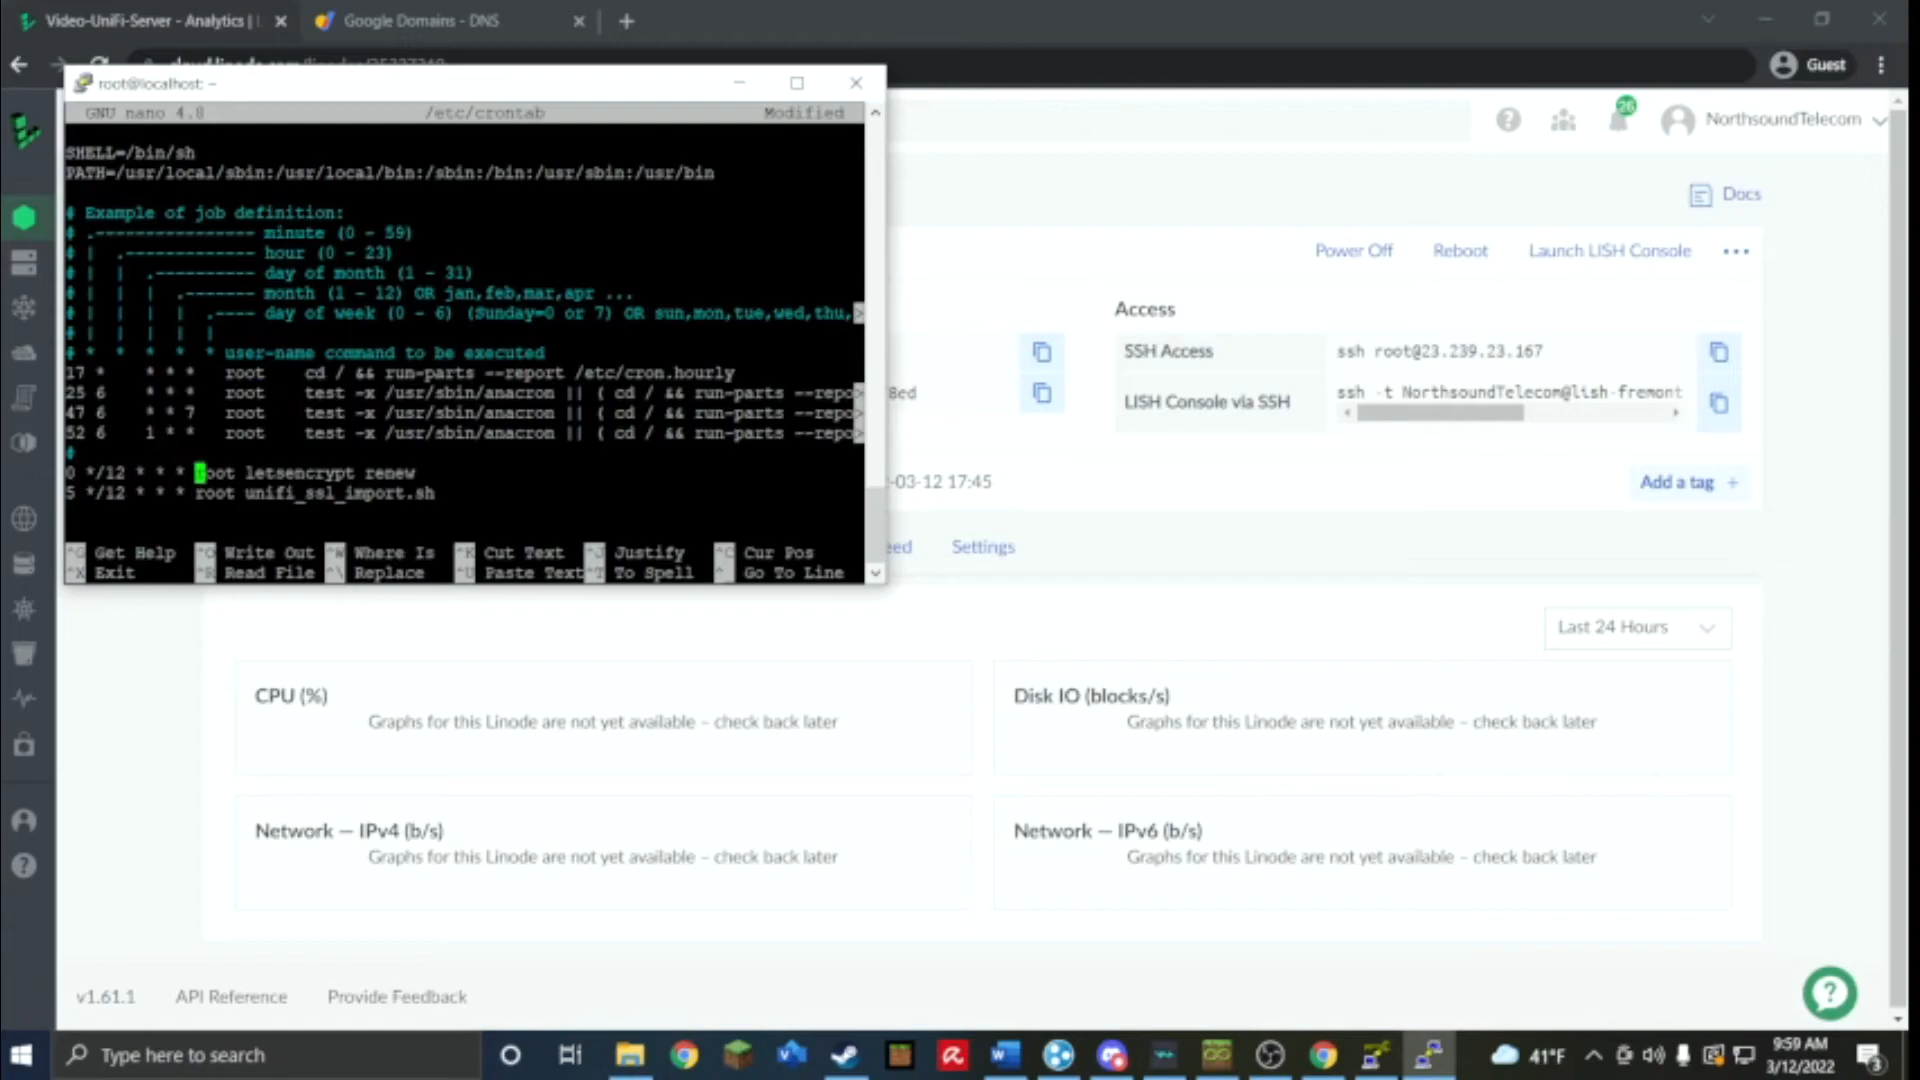 Video-UniFi-Server - Analytics |
Google Domains - DNS
Guest
root@localhost: ~
GNU nano 4.8 /etc/crontab Modified
SHELL=/bin/sh
PATH=/usr/local/sbin:/usr/local/bin:/sbin:/bin:/usr/sbin:/usr/bin
# Example of job definition:
# .---------------- minute (0 - 59)
# | .------------- hour (0 - 23)
# | | .---------- day of month (1 - 31)
# | | | .------- month (1 - 12) OR jan,feb,mar,apr ...
# | | | | .---- day of week (0 - 6) (Sunday=0 or 7) OR sun,mon,tue,wed,thu,>
# | | | | |
# * * * * * user-name command to be executed
17 * * * * root cd / && run-parts --report /etc/cron.hourly
25 6 * * * root test -x /usr/sbin/anacron || ( cd / && run-parts --repo>
47 6 * * 7 root test -x /usr/sbin/anacron || ( cd / && run-parts --repo>
52 6 1 * * root test -x /usr/sbin/anacron || ( cd / && run-parts --repo>
#
0 */12 * * * root letsencrypt renew
5 */12 * * * root unifi_ssl_import.sh
^G Get Help ^O Write Out ^W Where Is ^K Cut Text ^J Justify ^C Cur Pos
^X Exit ^R Read File ^\ Replace ^U Paste Text ^T To Spell ^_ Go To Line
26
NorthsoundTelecom
Docs
Power Off Reboot Launch LISH Console ...
Access
SSH Access ssh root@23.239.23.167
LISH Console via SSH ssh -t NorthsoundTelecom@lish-fremont
-03-12 17:45
Add a tag +
eed Settings
Last 24 Hours
CPU (%)
Graphs for this Linode are not yet available – check back later
Disk IO (blocks/s)
Graphs for this Linode are not yet available – check back later
Network — IPv4 (b/s)
Graphs for this Linode are not yet available – check back later
Network — IPv6 (b/s)
Graphs for this Linode are not yet available – check back later
v1.61.1 API Reference Provide Feedback
Type here to search
41°F
9:59 AM
3/12/2022
3